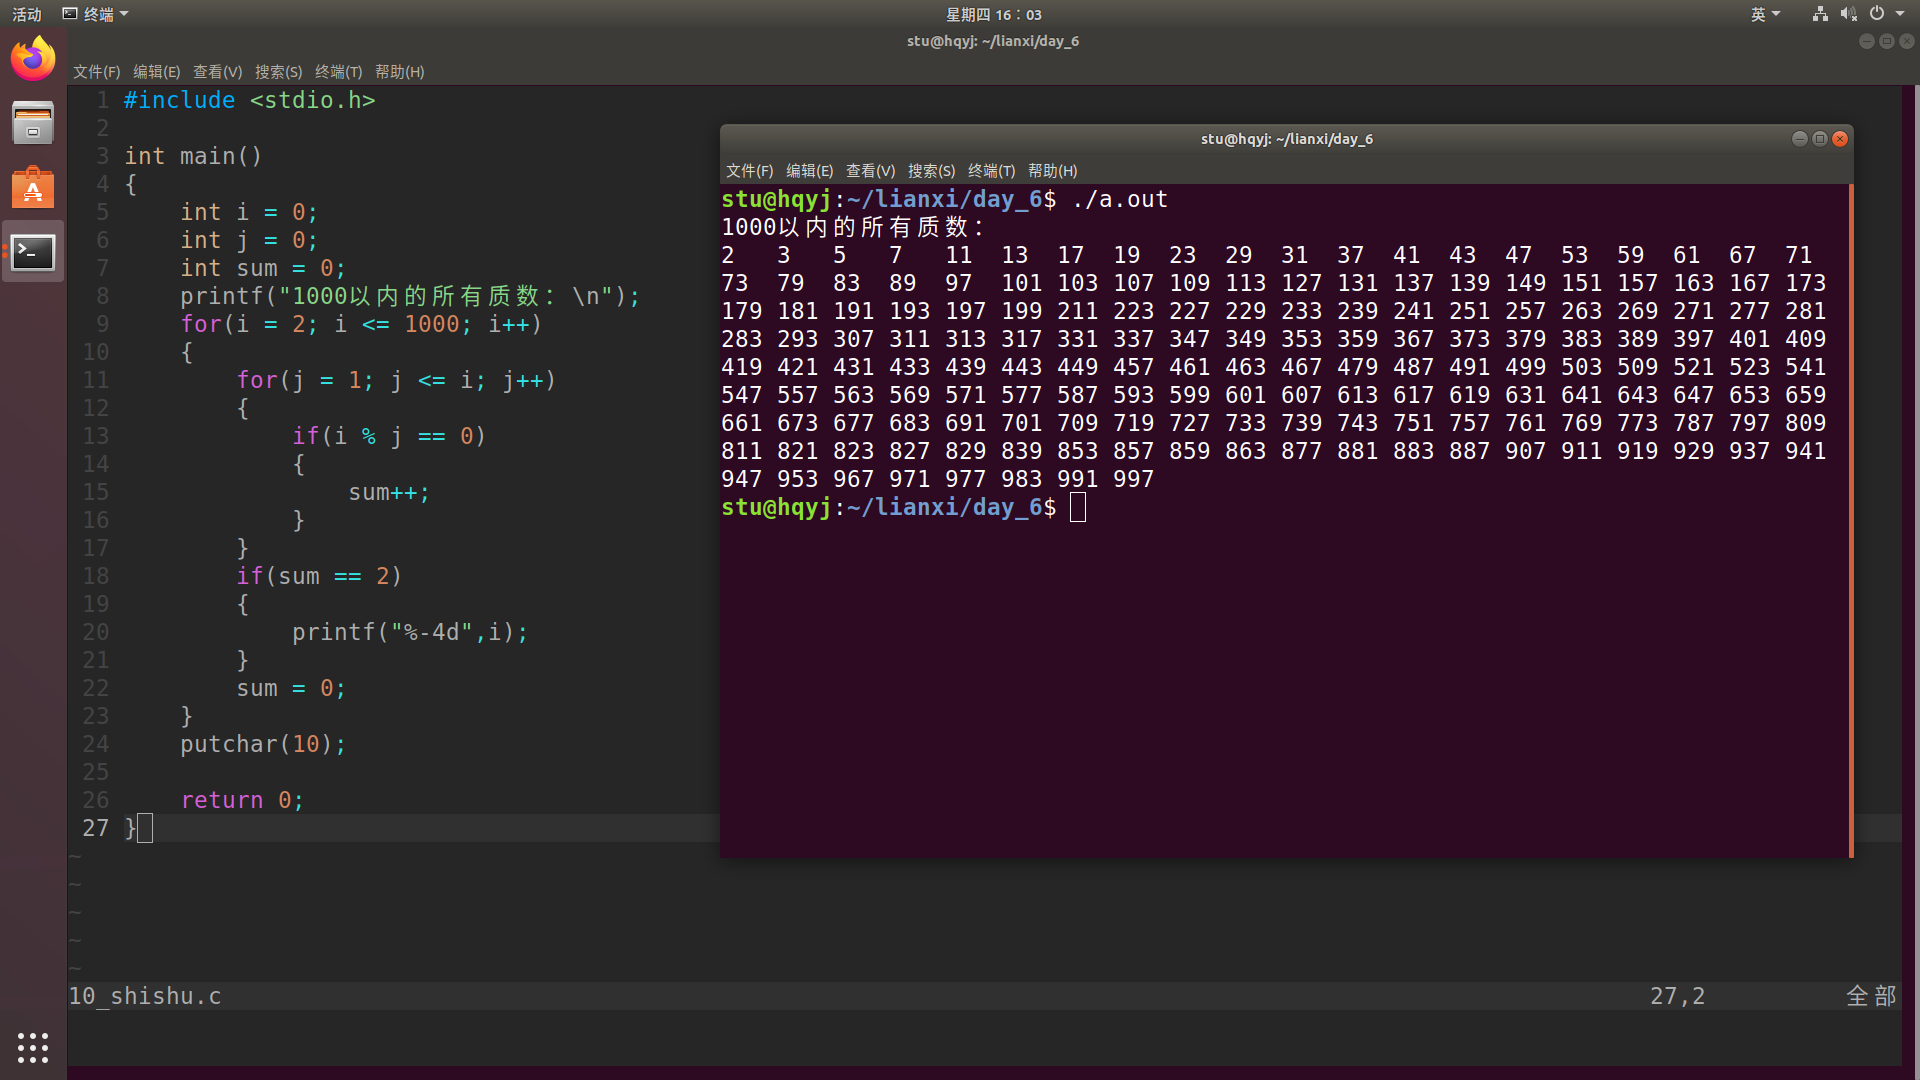 活动 终端 星期四 16：03 英
stu@hqyj: ~/lianxi/day_6
文件(F) 编辑(E) 查看(V) 搜索(S) 终端(T) 帮助(H)
1 #include <stdio.h>
2
3 int main()
4 {
5     int i = 0;
6     int j = 0;
7     int sum = 0;
8     printf("1000以内的所有质数：\n");
9     for(i = 2; i <= 1000; i++)
10     {
11         for(j = 1; j <= i; j++)
12         {
13             if(i % j == 0)
14             {
15                 sum++;
16             }
17         }
18         if(sum == 2)
19         {
20             printf("%-4d",i);
21         }
22         sum = 0;
23     }
24     putchar(10);
25
26     return 0;
27 }
~
~
~
~
~
10_shishu.c 27,2 全部
stu@hqyj: ~/lianxi/day_6
文件(F) 编辑(E) 查看(V) 搜索(S) 终端(T) 帮助(H)
stu@hqyj:~/lianxi/day_6$ ./a.out
1000以内的所有质数：
2   3   5   7   11  13  17  19  23  29  31  37  41  43  47  53  59  61  67  71
73  79  83  89  97  101 103 107 109 113 127 131 137 139 149 151 157 163 167 173
179 181 191 193 197 199 211 223 227 229 233 239 241 251 257 263 269 271 277 281
283 293 307 311 313 317 331 337 347 349 353 359 367 373 379 383 389 397 401 409
419 421 431 433 439 443 449 457 461 463 467 479 487 491 499 503 509 521 523 541
547 557 563 569 571 577 587 593 599 601 607 613 617 619 631 641 643 647 653 659
661 673 677 683 691 701 709 719 727 733 739 743 751 757 761 769 773 787 797 809
811 821 823 827 829 839 853 857 859 863 877 881 883 887 907 911 919 929 937 941
947 953 967 971 977 983 991 997
stu@hqyj:~/lianxi/day_6$